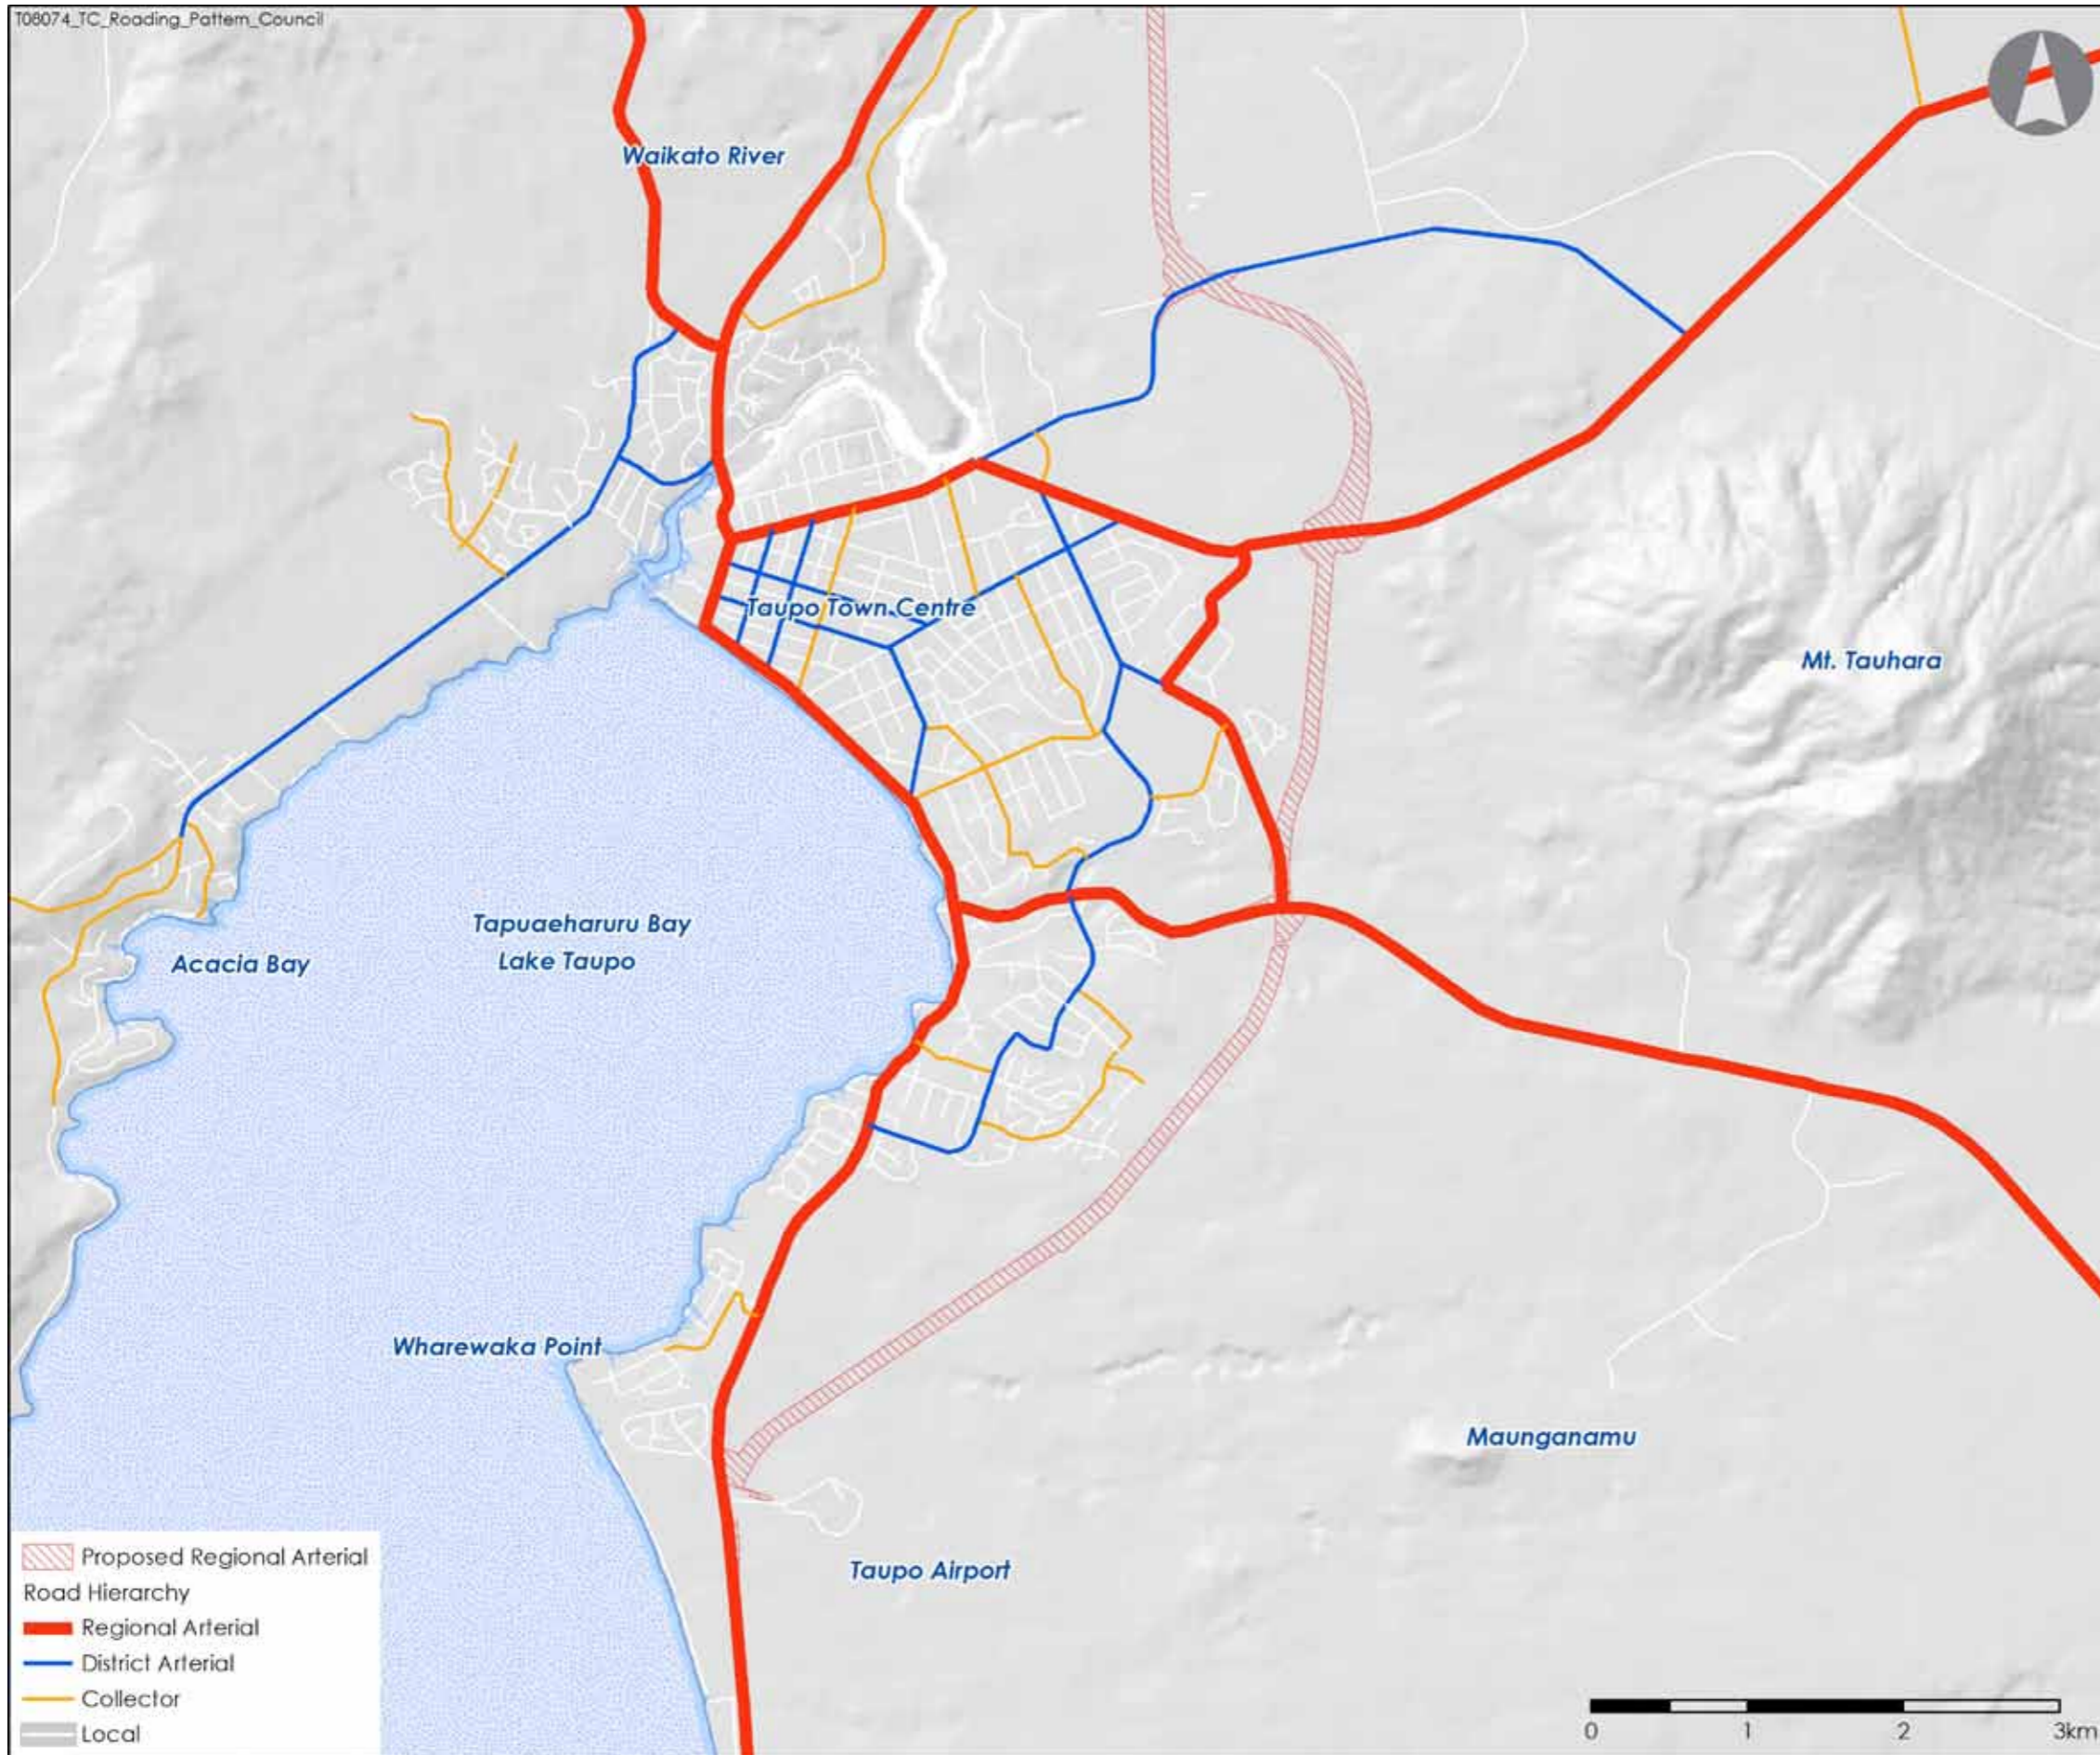 T08074_TC_Roading_Pattern_Council
Waikato River
Taupo Town Centre
Mt. Tauhara
Tapuaeharuru Bay
Lake Taupo
Acacia Bay
Wharewaka Point
Maunganamu
Taupo Airport
Proposed Regional Arterial
Road Hierarchy
Regional Arterial
District Arterial
Collector
Local
0 1 2 3km